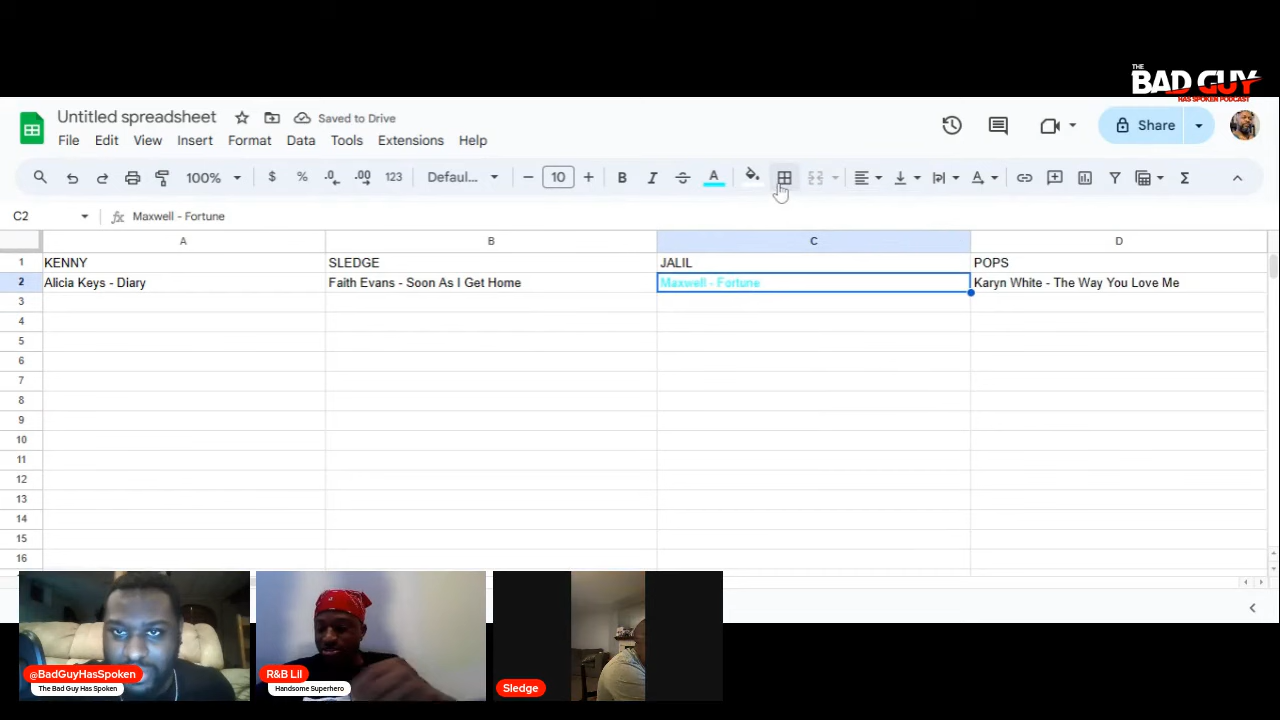 THE
BAD GUY
HAS SPOKEN PODCAST
Untitled spreadsheet
Saved to Drive
File Edit View Insert Format Data Tools Extensions Help
Share
100% $ % .0 .00 123 Defaul... 10 B I A
C2 fx Maxwell - Fortune
A B C D
1 KENNY SLEDGE JALIL POPS
2 Alicia Keys - Diary Faith Evans - Soon As I Get Home Maxwell - Fortune Karyn White - The Way You Love Me
3
4
5
6
7
8
9
10
11
12
13
14
15
16
@BadGuyHasSpoken
The Bad Guy Has Spoken
R&B Lil
Handsome Superhero
Sledge